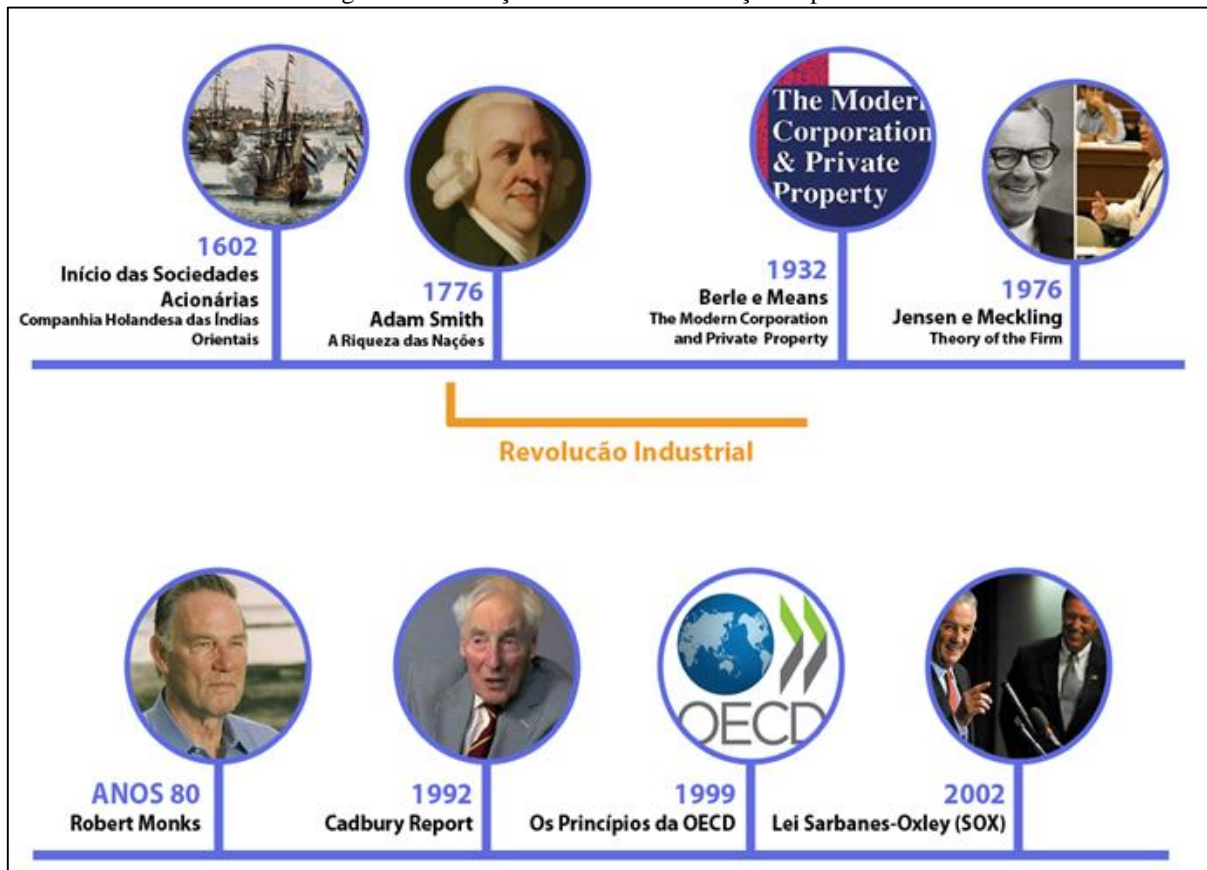 The Modern
Corporation
& Private
Property
1602
Início das Sociedades
Acionárias
Companhia Holandesa das Índias
Orientais
1776
Adam Smith
A Riqueza das Nações
1932
Berle e Means
The Modern Corporation
and Private Property
1976
Jensen e Meckling
Theory of the Firm
Revolucão Industrial
OECD
ANOS 80
Robert Monks
1992
Cadbury Report
1999
Os Princípios da OECD
2002
Lei Sarbanes-Oxley (SOX)